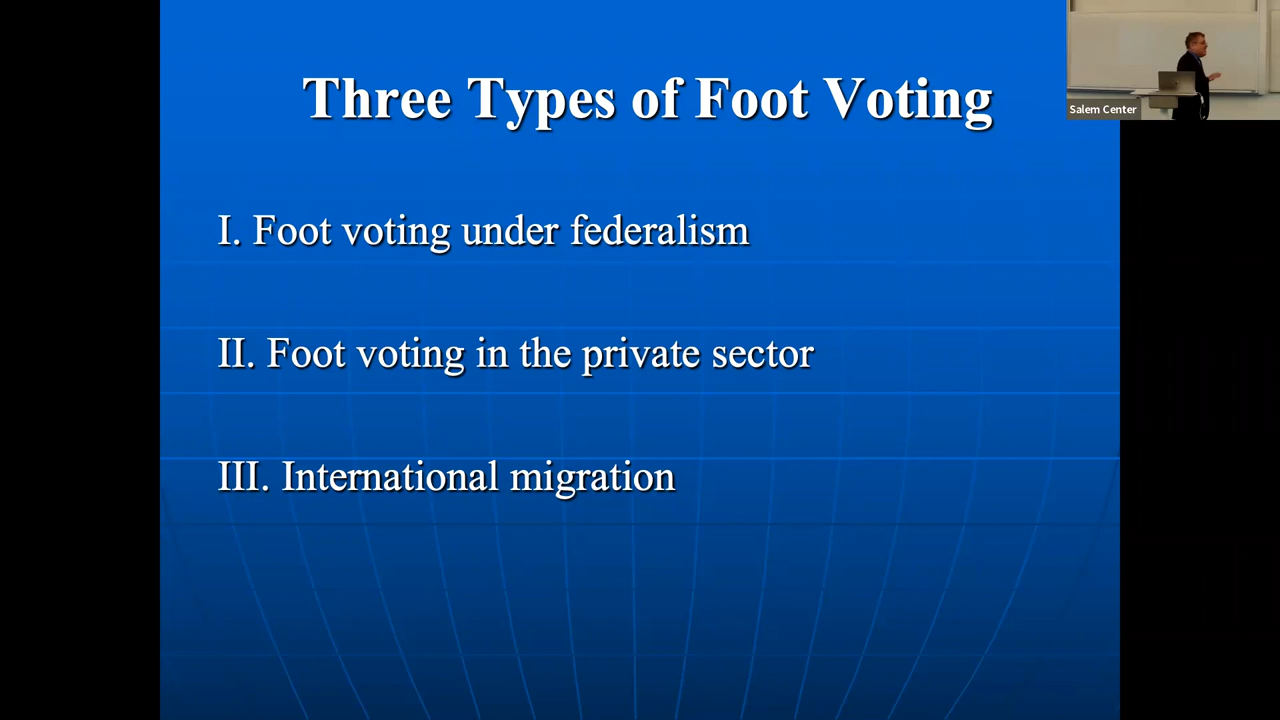 Three Types of Foot Voting
Salem Center
I. Foot voting under federalism
II. Foot voting in the private sector
III. International migration